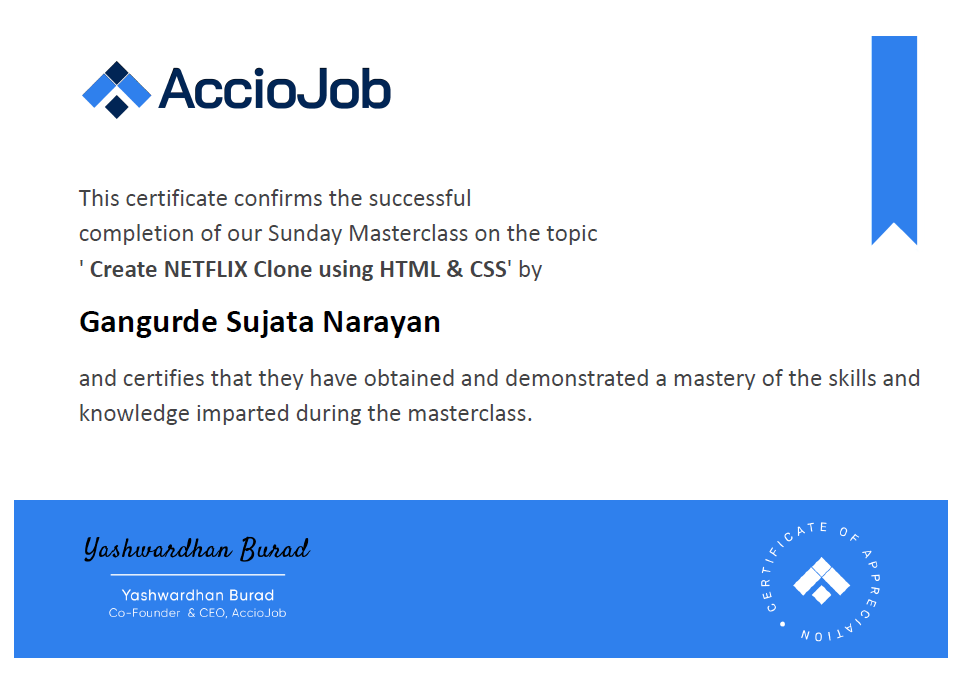 AccioJob
This certificate confirms the successful
completion of our Sunday Masterclass on the topic
' Create NETFLIX Clone using HTML & CSS' by
Gangurde Sujata Narayan
and certifies that they have obtained and demonstrated a mastery of the skills and
knowledge imparted during the masterclass.
Yashwardhan Burad
Yashwardhan Burad
Co-Founder & CEO, AccioJob
• CERTIFICATE OF APPRECIATION